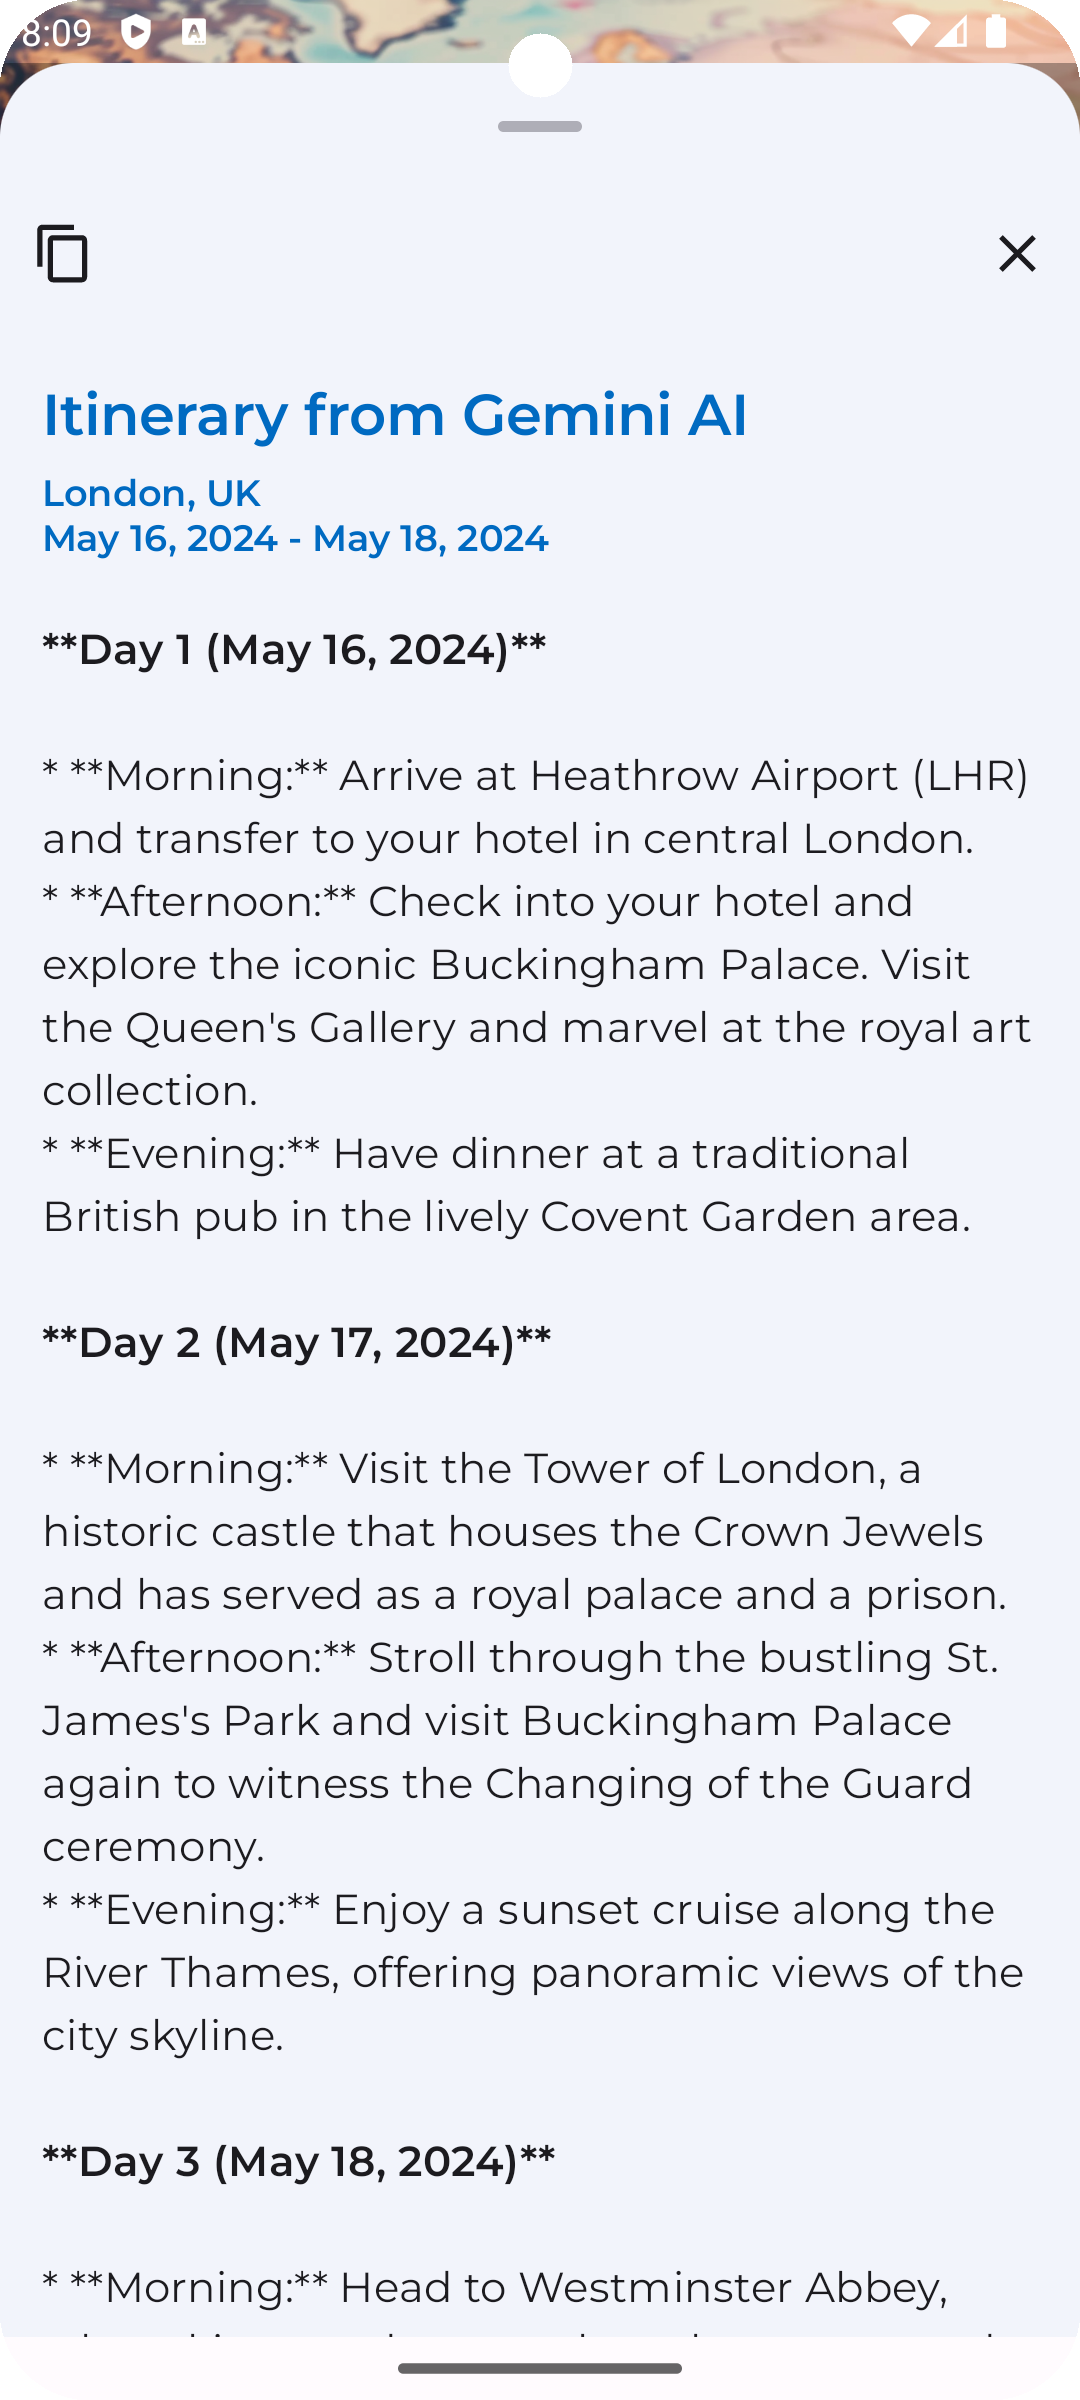 8:09
A
Itinerary from Gemini AI
London, UK
May 16, 2024 - May 18, 2024
**Day 1 (May 16, 2024)**
* **Morning:** Arrive at Heathrow Airport (LHR)
and transfer to your hotel in central London.
* **Afternoon:** Check into your hotel and
explore the iconic Buckingham Palace. Visit
the Queen's Gallery and marvel at the royal art
collection.
* **Evening:** Have dinner at a traditional
British pub in the lively Covent Garden area.
**Day 2 (May 17, 2024)**
* **Morning:** Visit the Tower of London, a
historic castle that houses the Crown Jewels
and has served as a royal palace and a prison.
* **Afternoon:** Stroll through the bustling St.
James's Park and visit Buckingham Palace
again to witness the Changing of the Guard
ceremony.
* **Evening:** Enjoy a sunset cruise along the
River Thames, offering panoramic views of the
city skyline.
**Day 3 (May 18, 2024)**
* **Morning:** Head to Westminster Abbey,